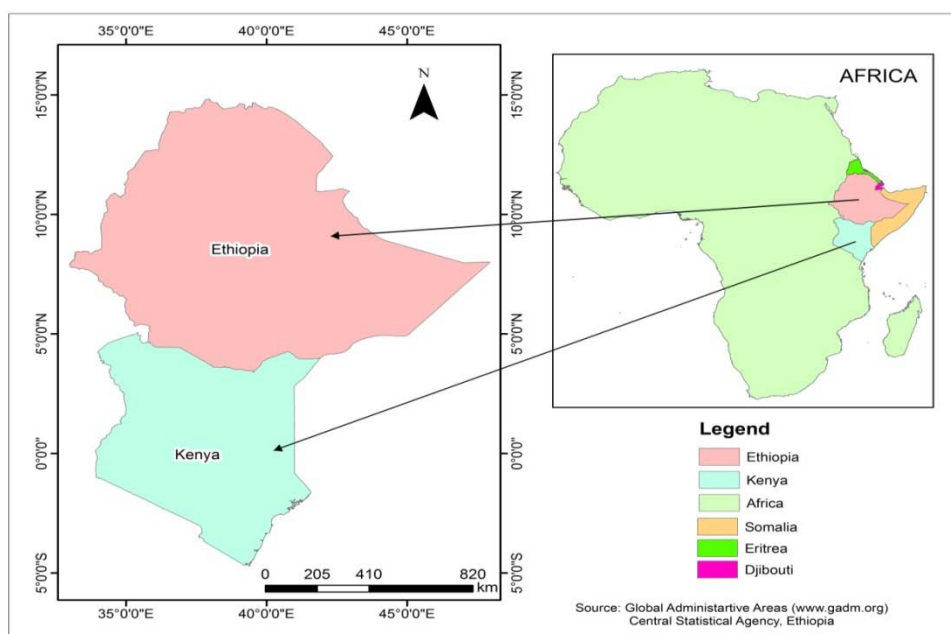 35°0'0"E 40°0'0"E 45°0'0"E
15°0'0"N
10°0'0"N
5°0'0"N
0°0'0"
5°0'0"S
N
Ethiopia
Kenya
0 205 410 820
km
15°0'0"N
10°0'0"N
5°0'0"N
0°0'0"
5°0'0"S
35°0'0"E 40°0'0"E 45°0'0"E
AFRICA
Legend
Ethiopia
Kenya
Africa
Somalia
Eritrea
Djibouti
Source: Global Administartive Areas (www.gadm.org)
Central Statistical Agency, Ethiopia